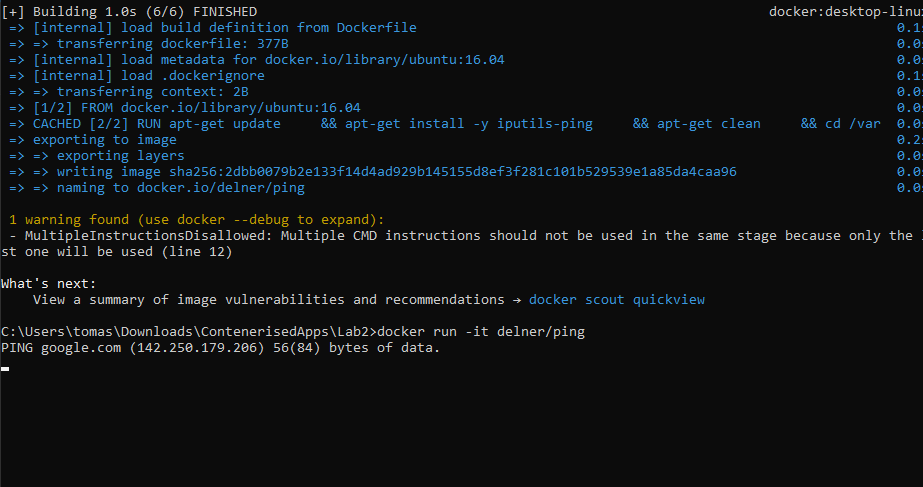 [+] Building 1.0s (6/6) FINISHED docker:desktop-linu
=> [internal] load build definition from Dockerfile 0.1
=> => transferring dockerfile: 377B 0.0
=> [internal] load metadata for docker.io/library/ubuntu:16.04 0.0
=> [internal] load .dockerignore 0.1
=> => transferring context: 2B 0.0
=> [1/2] FROM docker.io/library/ubuntu:16.04 0.0
=> CACHED [2/2] RUN apt-get update && apt-get install -y iputils-ping && apt-get clean && cd /var 0.0
=> exporting to image 0.2
=> => exporting layers 0.0
=> => writing image sha256:2dbb0079b2e133f14d4ad929b145155d8ef3f281c101b529539e1a85da4caa96 0.0
=> => naming to docker.io/delner/ping 0.0
1 warning found (use docker --debug to expand):
- MultipleInstructionsDisallowed: Multiple CMD instructions should not be used in the same stage because only the
st one will be used (line 12)
What's next:
View a summary of image vulnerabilities and recommendations → docker scout quickview
C:\Users\tomas\Downloads\ContenerisedApps\Lab2>docker run -it delner/ping
PING google.com (142.250.179.206) 56(84) bytes of data.